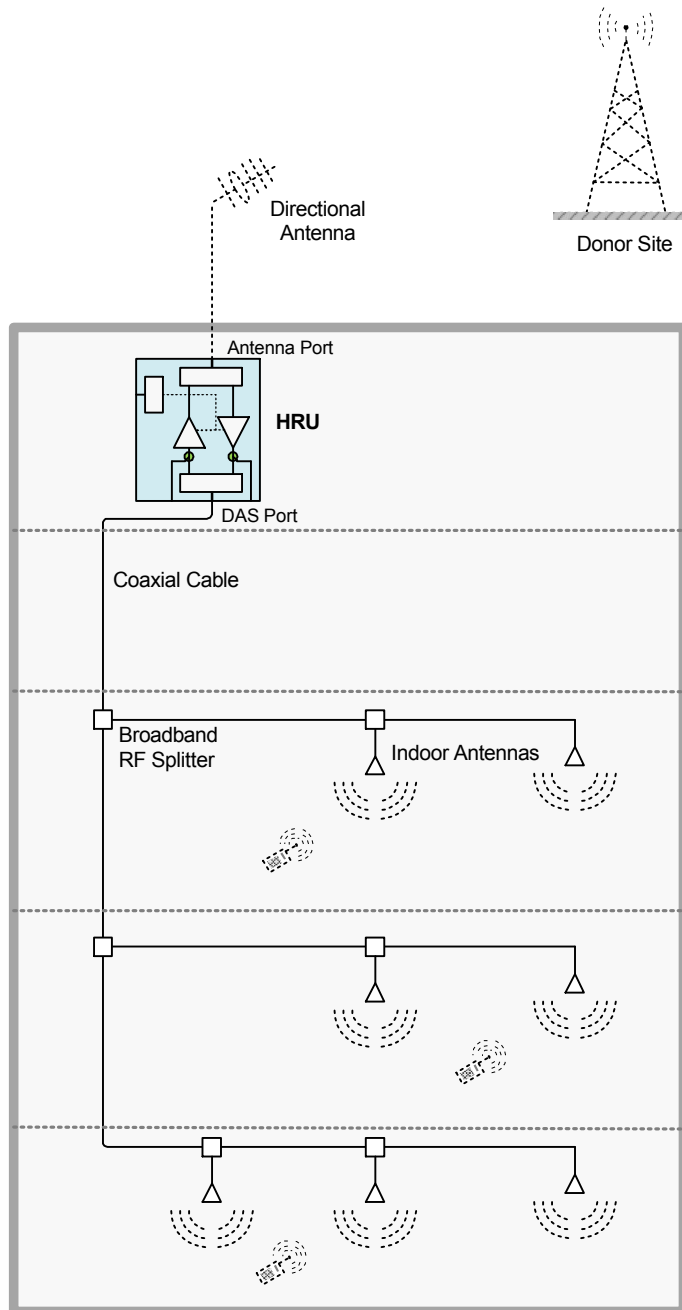 Directional
Antenna
Donor Site
Antenna Port
HRU
DAS Port
Coaxial Cable
Broadband
RF Splitter
Indoor Antennas